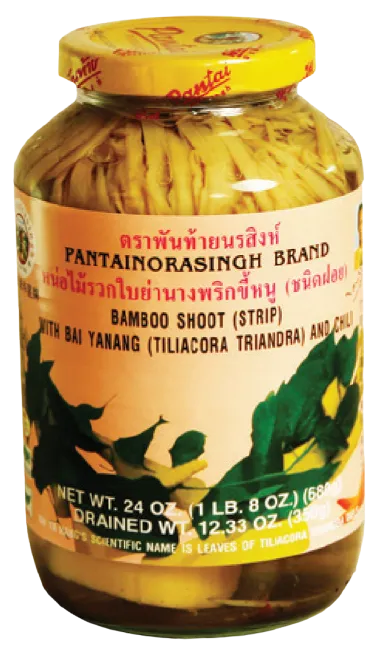 Pantai
ตราพันท้ายนรสิงห์
PANTAINORASINGH BRAND
หน่อไม้รวกใบย่านางพริกขี้หนู (ชนิดฝอย)
BAMBOO SHOOT (STRIP)
WITH BAI YANANG (TILIACORA TRIANDRA) AND CHILI
NET WT. 24 OZ. (1 LB. 8 OZ.) (680g)
DRAINED WT. 12.33 OZ. (350g)
SCIENTIFIC NAME IS LEAVES OF TILIACORA